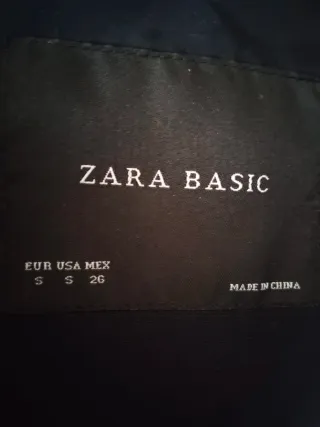 ZARA BASIC
EUR USA MEX
S S 26
MADE IN CHINA